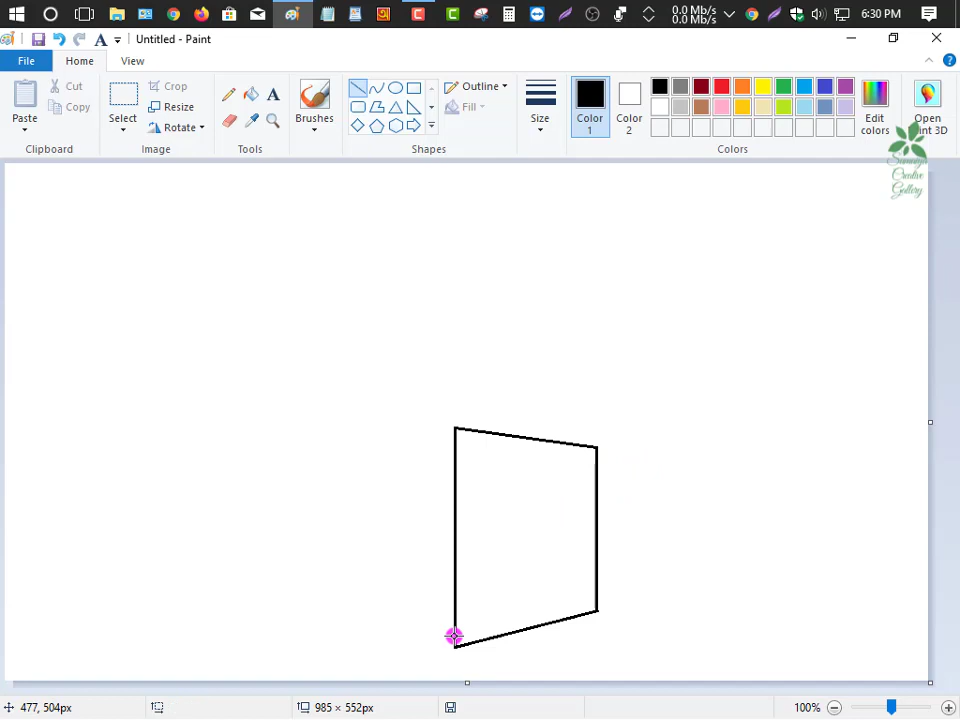 0.0 Mb/s
0.0 Mb/s
6:30 PM
Untitled - Paint
File
Home
View
Paste
Cut
Copy
Clipboard
Select
Crop
Resize
Rotate
Image
A
Tools
Brushes
Outline
Fill
Shapes
Size
Color
1
Color
2
Colors
Edit
colors
Open
Creative
Gallery
477, 504px
985 × 552px
100%